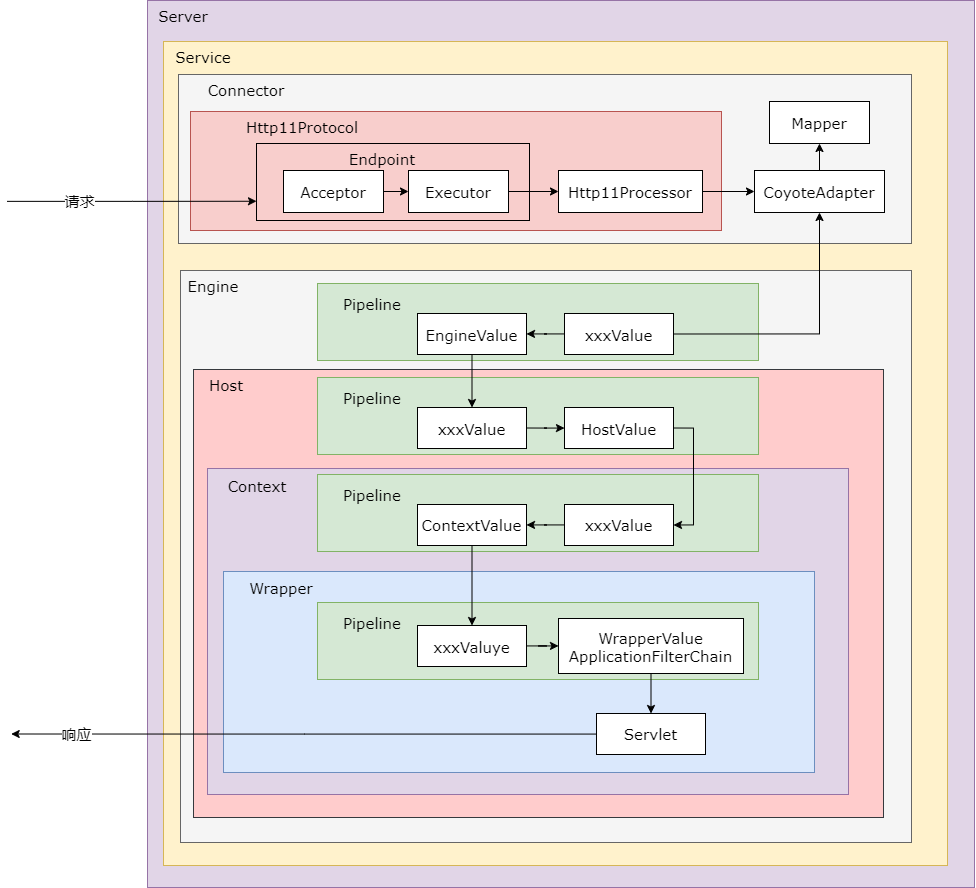 Server
Service
Connector
Http11Protocol
Mapper
Endpoint
Acceptor
Executor
Http11Processor
CoyoteAdapter
请求
Engine
Pipeline
EngineValue
xxxValue
Host
Pipeline
xxxValue
HostValue
Context
Pipeline
ContextValue
xxxValue
Wrapper
Pipeline
xxxValuye
WrapperValue
ApplicationFilterChain
Servlet
响应